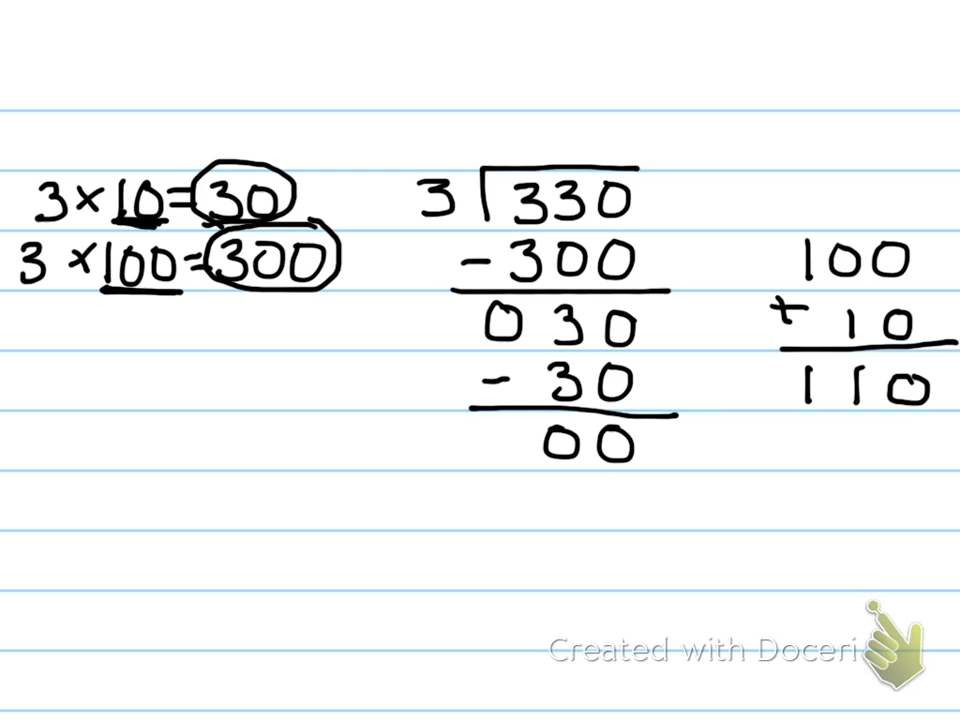 3 × 10 = 30
3 × 100 = 300
3 330
- 300
030
- 30
00
100
+ 10
110
Created with Doceri